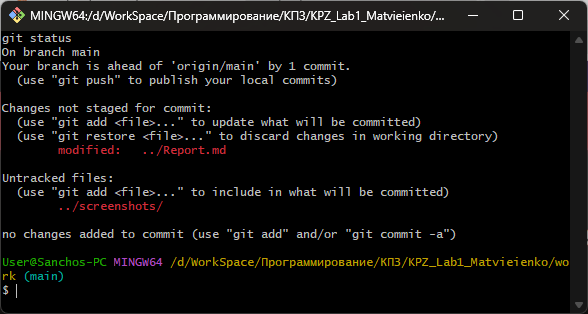 MINGW64:/d/WorkSpace/Программирование/КПЗ/KPZ_Lab1_Matvieienko/...
git status
On branch main
Your branch is ahead of 'origin/main' by 1 commit.
  (use "git push" to publish your local commits)

Changes not staged for commit:
  (use "git add <file>..." to update what will be committed)
  (use "git restore <file>..." to discard changes in working directory)
        modified:   ../Report.md

Untracked files:
  (use "git add <file>..." to include in what will be committed)
        ../screenshots/

no changes added to commit (use "git add" and/or "git commit -a")

User@Sanchos-PC MINGW64 /d/WorkSpace/Программирование/КПЗ/KPZ_Lab1_Matvieienko/wo
rk (main)
$